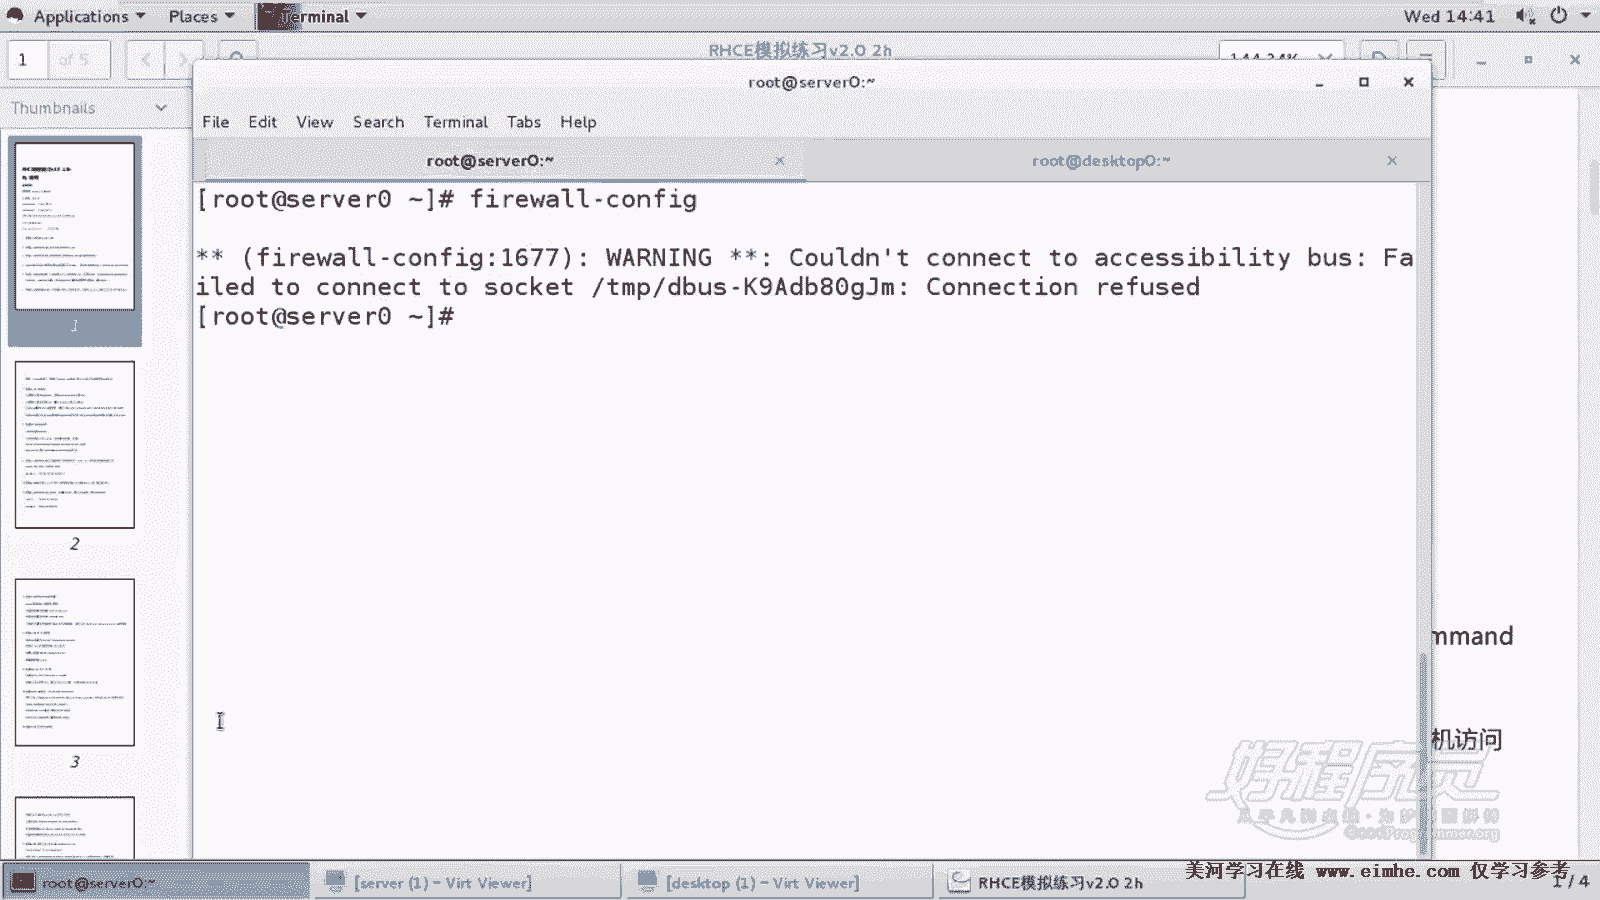 Applications Places Terminal Wed 14:41
1 of 5 RHCE模拟练习v2.0 2h
root@server0:~
Thumbnails
File Edit View Search Terminal Tabs Help
root@server0:~ × root@desktop0:~ ×
[root@server0 ~]# firewall-config
** (firewall-config:1677): WARNING **: Couldn't connect to accessibility bus: Fa
iled to connect to socket /tmp/dbus-K9Adb80gJm: Connection refused
[root@server0 ~]#
1
2
3
mmand
机访问
好程序员
GoodProgrammer.org
美河学习在线 www.eimhe.com 仅学习参考
root@server0:~ [server (1) – Virt Viewer] [desktop (1) – Virt Viewer] RHCE模拟练习v2.0 2h 1 / 4